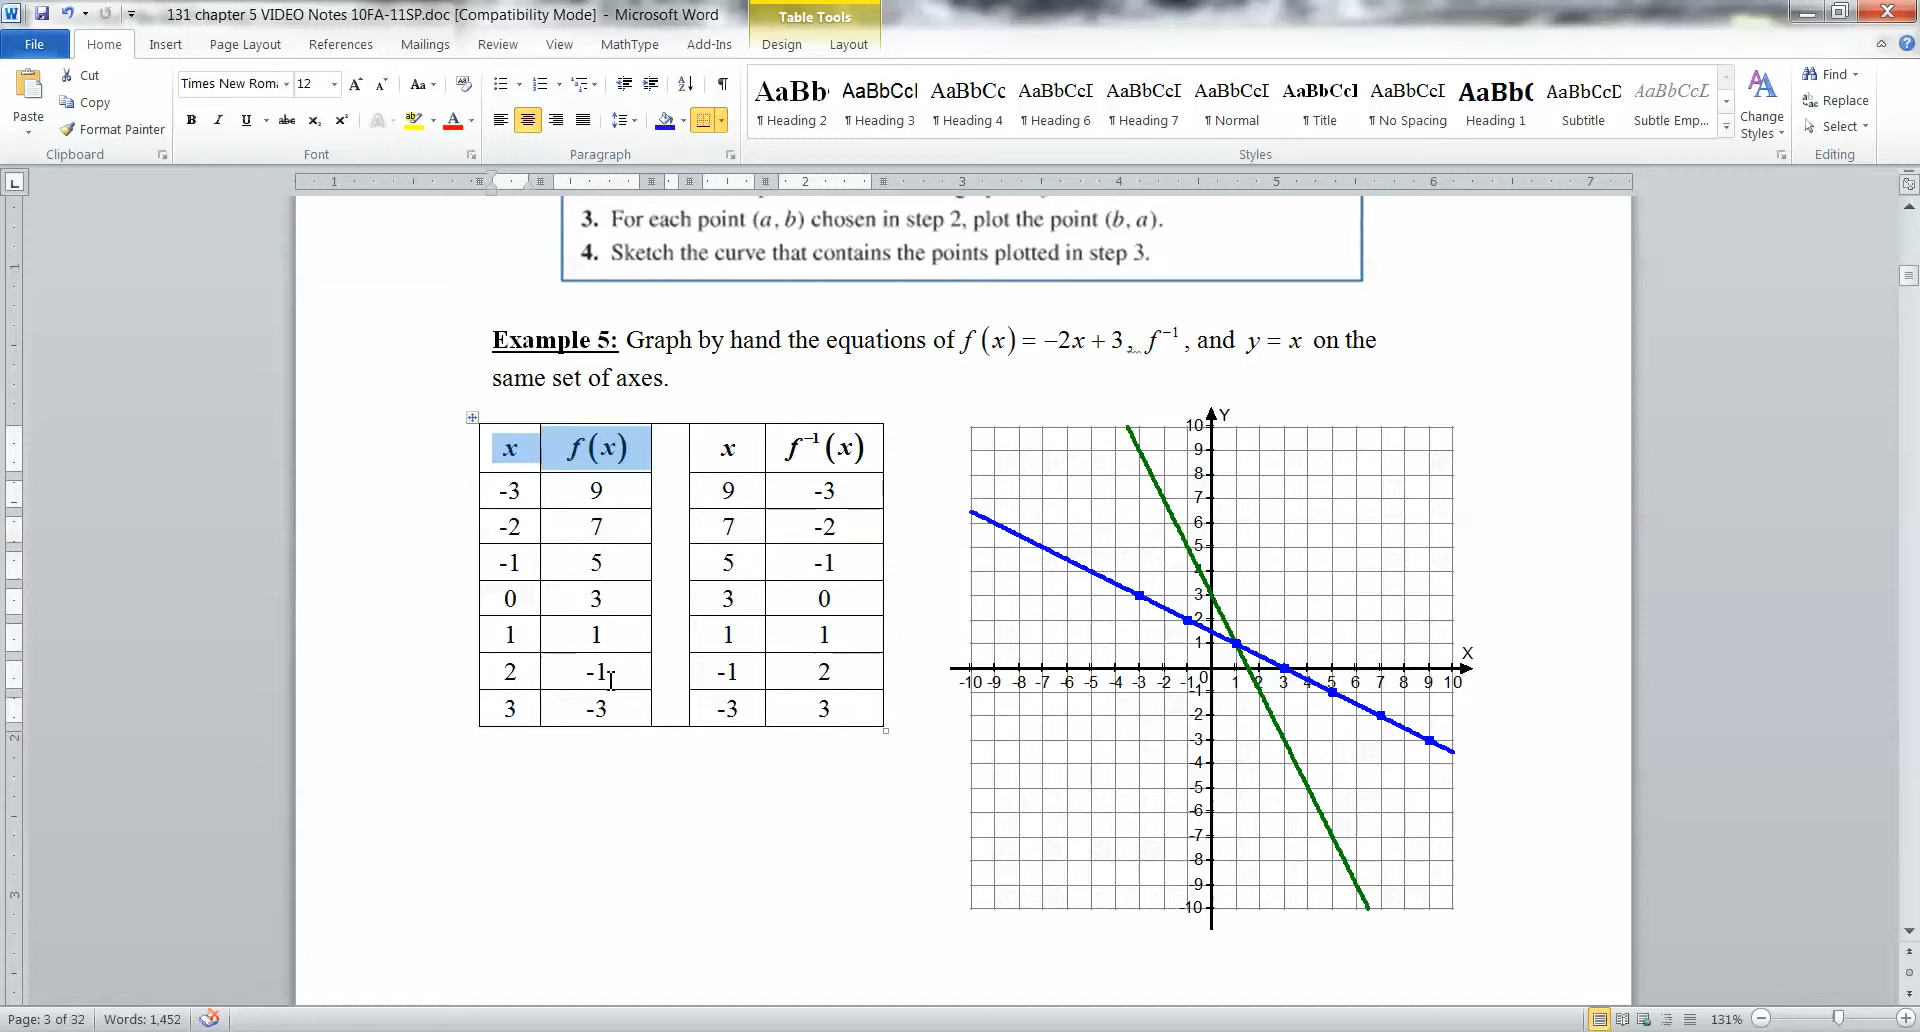 131 chapter 5 VIDEO Notes 10FA-11SP.doc [Compatibility Mode] - Microsoft Word
Table Tools
File Home Insert Page Layout References Mailings Review View MathType Add-Ins Design Layout
Paste
Cut
Copy
Format Painter
Clipboard
Times New Roma 12
Font
Paragraph
AaBb AaBbCcI AaBbCc AaBbCcI AaBbCcI AaBbCcI AaBbCcI AaBbCcI AaBb( AaBbCcD AaBbCcL
¶ Heading 2 ¶ Heading 3 ¶ Heading 4 ¶ Heading 6 ¶ Heading 7 ¶ Normal ¶ Title ¶ No Spacing Heading 1 Subtitle Subtle Emp...
Styles
Change Styles
Find
Replace
Select
Editing
1 2 3 4 5 6 7
3. For each point (a, b) chosen in step 2, plot the point (b, a).
4. Sketch the curve that contains the points plotted in step 3.
Example 5: Graph by hand the equations of f(x) = −2x + 3, f⁻¹, and y = x on the
same set of axes.
x f(x) x f⁻¹(x)
-3 9 9 -3
-2 7 7 -2
-1 5 5 -1
0 3 3 0
1 1 1 1
2 -1 -1 2
3 -3 -3 3
Y
10
9
8
7
6
5
4
3
2
1
X
-10 -9 -8 -7 -6 -5 -4 -3 -2 -1 0 1 2 3 4 5 6 7 8 9 10
-1
-2
-3
-4
-5
-6
-7
-8
-9
-10
Page: 3 of 32 Words: 1,452 131%